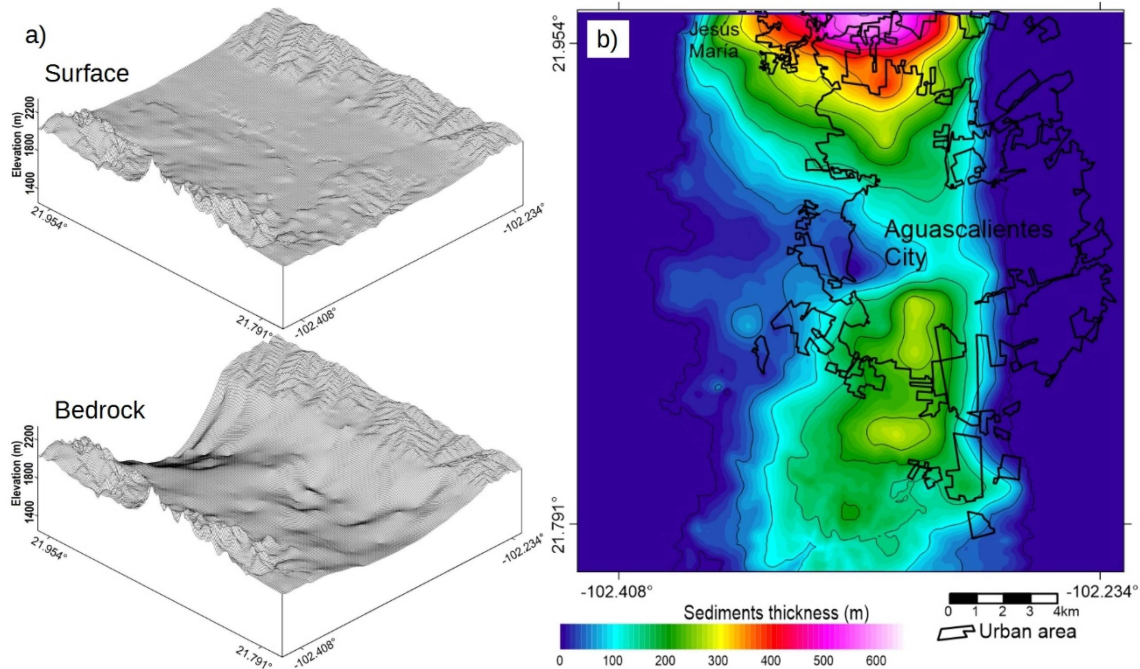 a)
Surface
Elevation (m)
2200
1800
1400
21.954°
21.791°
-102.408°
-102.234°
Bedrock
Elevation (m)
2200
1800
1400
21.954°
21.791°
-102.408°
-102.234°
b)
Jesús
María
Aguascalientes
City
21.954°
21.791°
-102.408°
-102.234°
Sediments thickness (m)
0 100 200 300 400 500 600
0 1 2 3 4km
Urban area